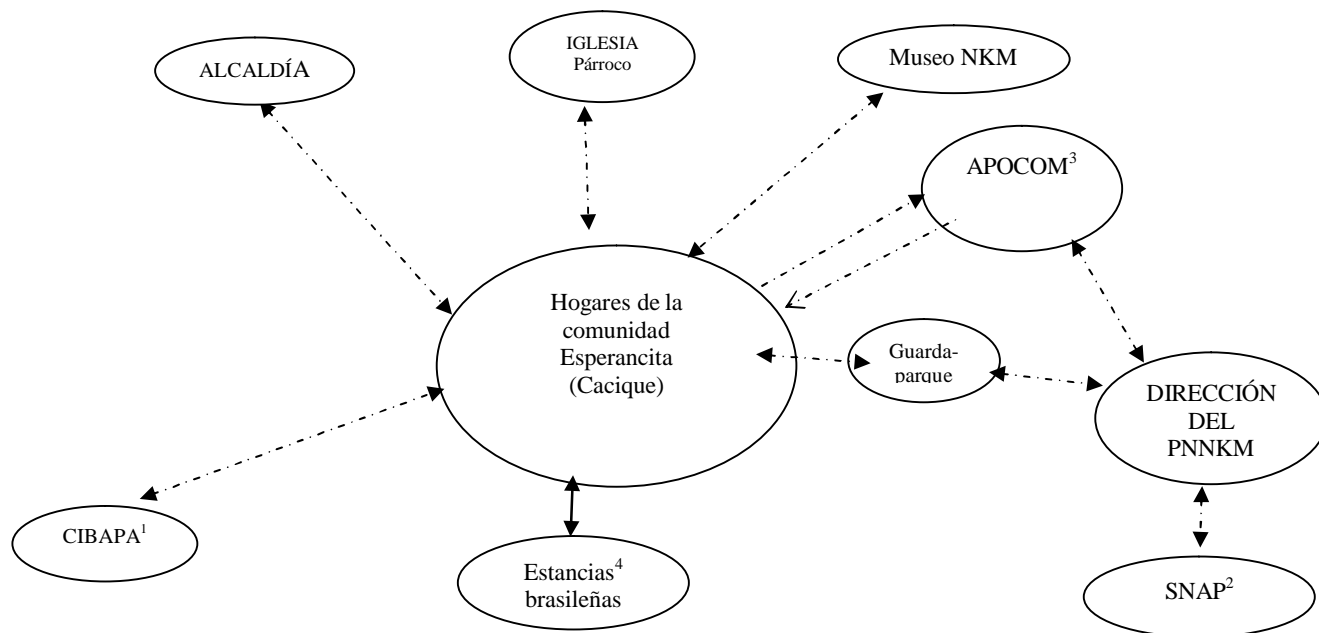 ALCALDÍA
IGLESIA
Párroco
Museo NKM
APOCOM³
Hogares de la
comunidad
Esperancita
(Cacique)
Guarda-
parque
DIRECCIÓN
DEL
PNNKM
CIBAPA¹
Estancias⁴
brasileñas
SNAP²